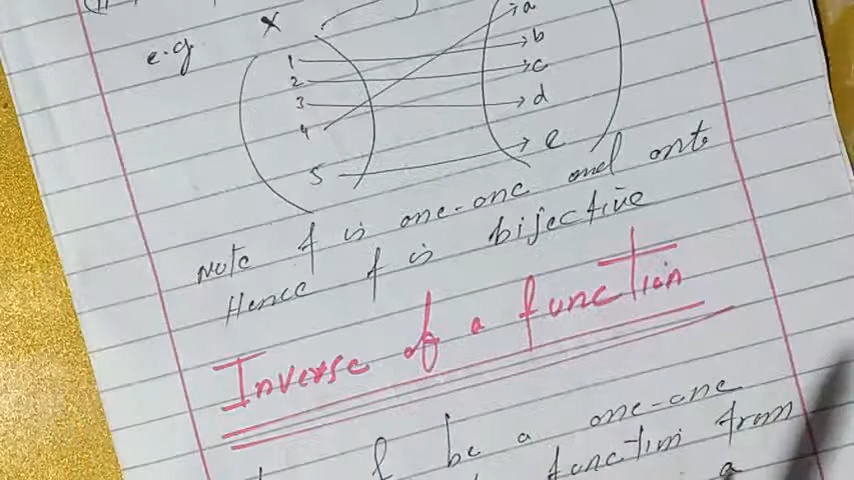 e.g X
1 a
2 b
3 c
4 d
5 e
Note f is one-one and onto
Hence f is bijective
Inverse of a function
f be a one-one
function from
a